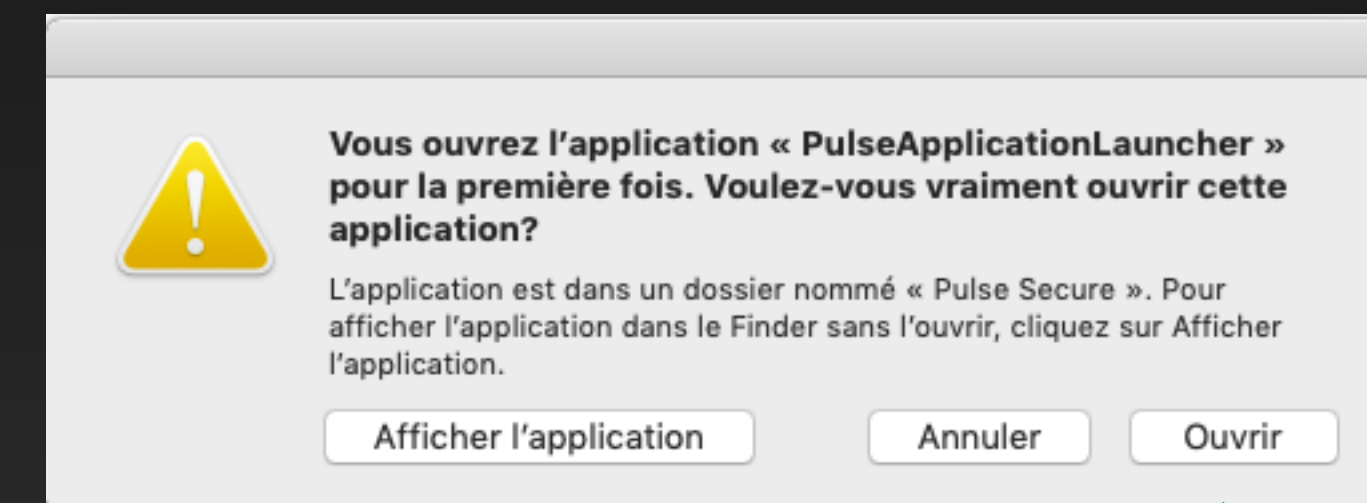 Vous ouvrez l’application « PulseApplicationLauncher »
pour la première fois. Voulez-vous vraiment ouvrir cette
application?
L’application est dans un dossier nommé « Pulse Secure ». Pour
afficher l’application dans le Finder sans l’ouvrir, cliquez sur Afficher
l’application.
Afficher l’application Annuler Ouvrir